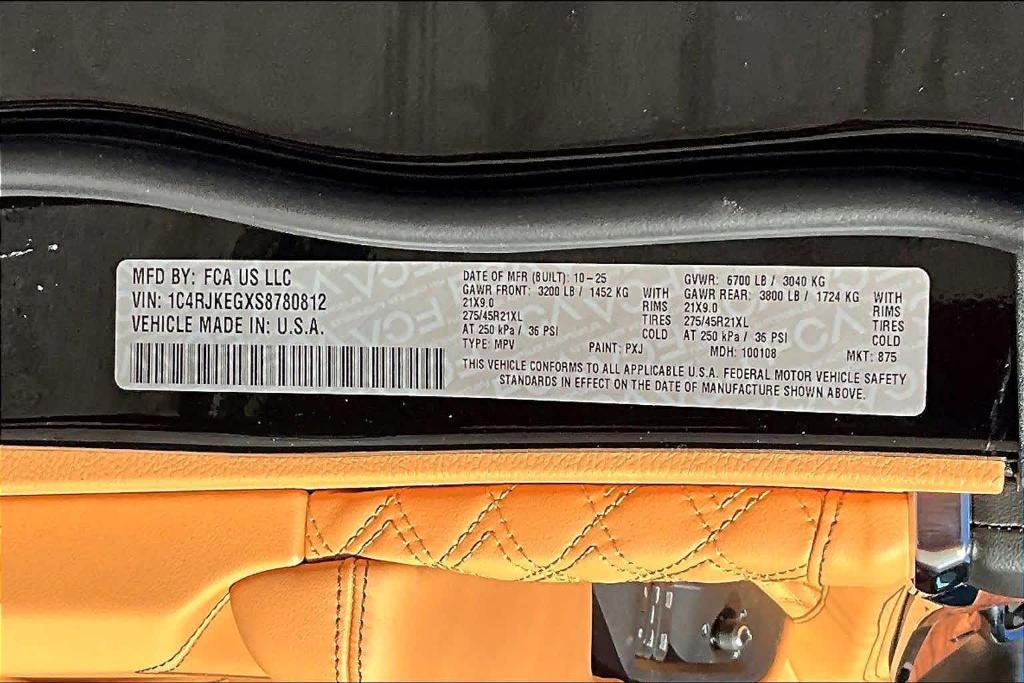 MFD BY: FCA US LLC
VIN: 1C4RJKEGXS8780812
VEHICLE MADE IN: U.S.A.
DATE OF MFR (BUILT): 10-25
GAWR FRONT: 3200 LB / 1452 KG
21X9.0
275/45R21XL
AT 250 kPa / 36 PSI
WITH
RIMS
TIRES
COLD
GVWR: 6700 LB / 3040 KG
GAWR REAR: 3800 LB / 1724 KG
21X9.0
275/45R21XL
AT 250 kPa / 36 PSI
WITH
RIMS
TIRES
COLD
TYPE: MPV PAINT: PXJ MDH: 100108 MKT: 875
THIS VEHICLE CONFORMS TO ALL APPLICABLE U.S.A. FEDERAL MOTOR VEHICLE SAFETY
STANDARDS IN EFFECT ON THE DATE OF MANUFACTURE SHOWN ABOVE.